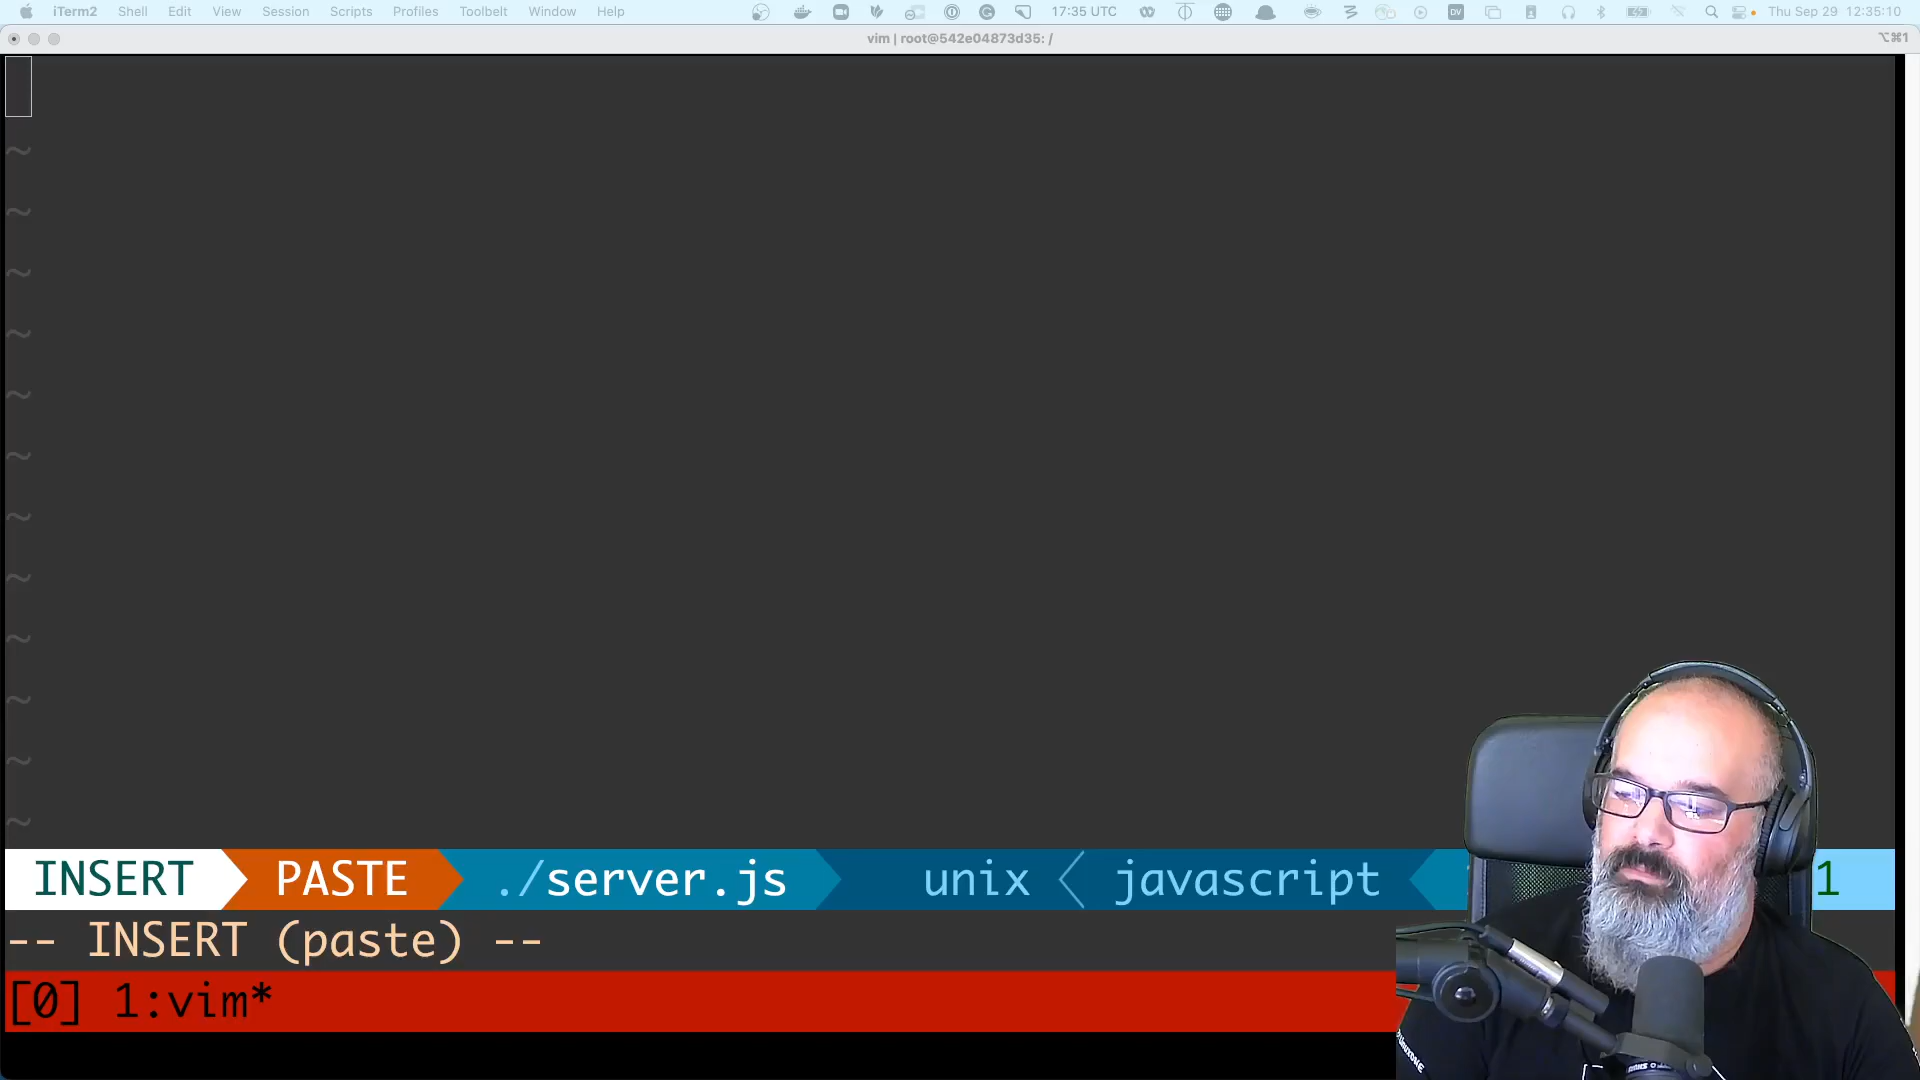 iTerm2 Shell Edit View Session Scripts Profiles Toolbelt Window Help 17:35 UTC DV Thu Sep 29 12:35:10
vim | root@542e04873d35: / ⌥⌘1
~
~
~
~
~
~
~
~
~
~
~
~
INSERT PASTE ./server.js unix javascript 1
-- INSERT (paste) --
[0] 1:vim*